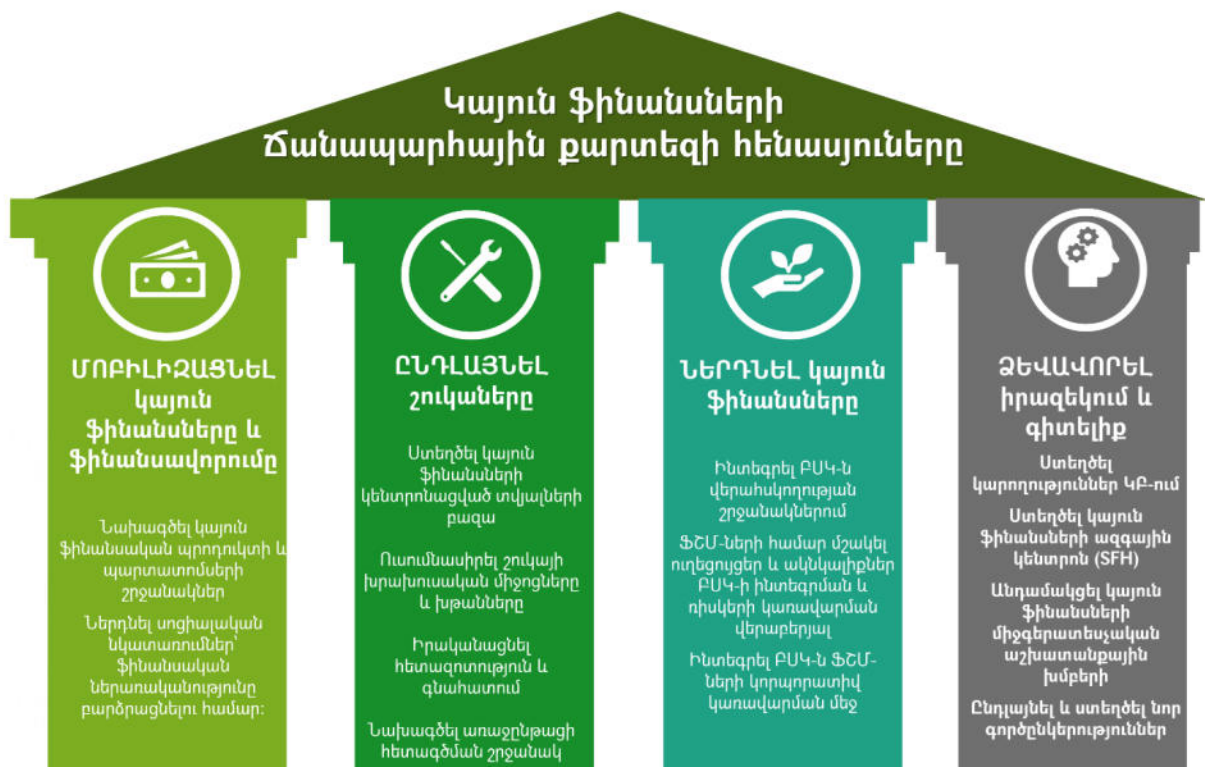 Կայուն ֆինանսների
Ճանապարհային քարտեզի հենասյուները
ՄՈԲԻԼԻԶԱՑՆԵԼ
կայուն
ֆինանսները և
ֆինանսավորումը
Նախագծել կայուն
ֆինանսական պրոդուկտի և
պարտատոմսերի
շրջանակներ
Ներդնել սոցիալական
նկատառումներ՝
ֆինանսական
ներառականությունը
բարձրացնելու համար:
ԸՆԴԼԱՅՆԵԼ
շուկաները
Ստեղծել կայուն
ֆինանսների
կենտրոնացված տվյալների
բազա
Ուսումնասիրել շուկայի
խրախուսական միջոցները
և խթանները
Իրականացնել
հետազոտություն և
գնահատում
Նախագծել առաջընթացի
հետագծման շրջանակ
ՆԵՐԴՆԵԼ կայուն
ֆինանսները
Ինտեգրել ԲՍԿ-ն
վերահսկողության
շրջանակներում
ՖՇՄ-ների համար մշակել
ուղեցույցեր և ակնկալիքներ
ԲՍԿ-ի ինտեգրման և
ռիսկերի կառավարման
վերաբերյալ
Ինտեգրել ԲՍԿ-ն ՖՇՄ-
ների կորպորատիվ
կառավարման մեջ
ՁԵՎԱՎՈՐԵԼ
իրազեկում և
գիտելիք
Ստեղծել
կարողություններ ԿԲ-ում
Ստեղծել կայուն
ֆինանսների ազգային
կենտրոն (SFH)
Անդամակցել կայուն
ֆինանսների
միջգերատեսչական
աշխատանքային
խմբերի
Ընդլայնել և ստեղծել նոր
գործընկերություններ